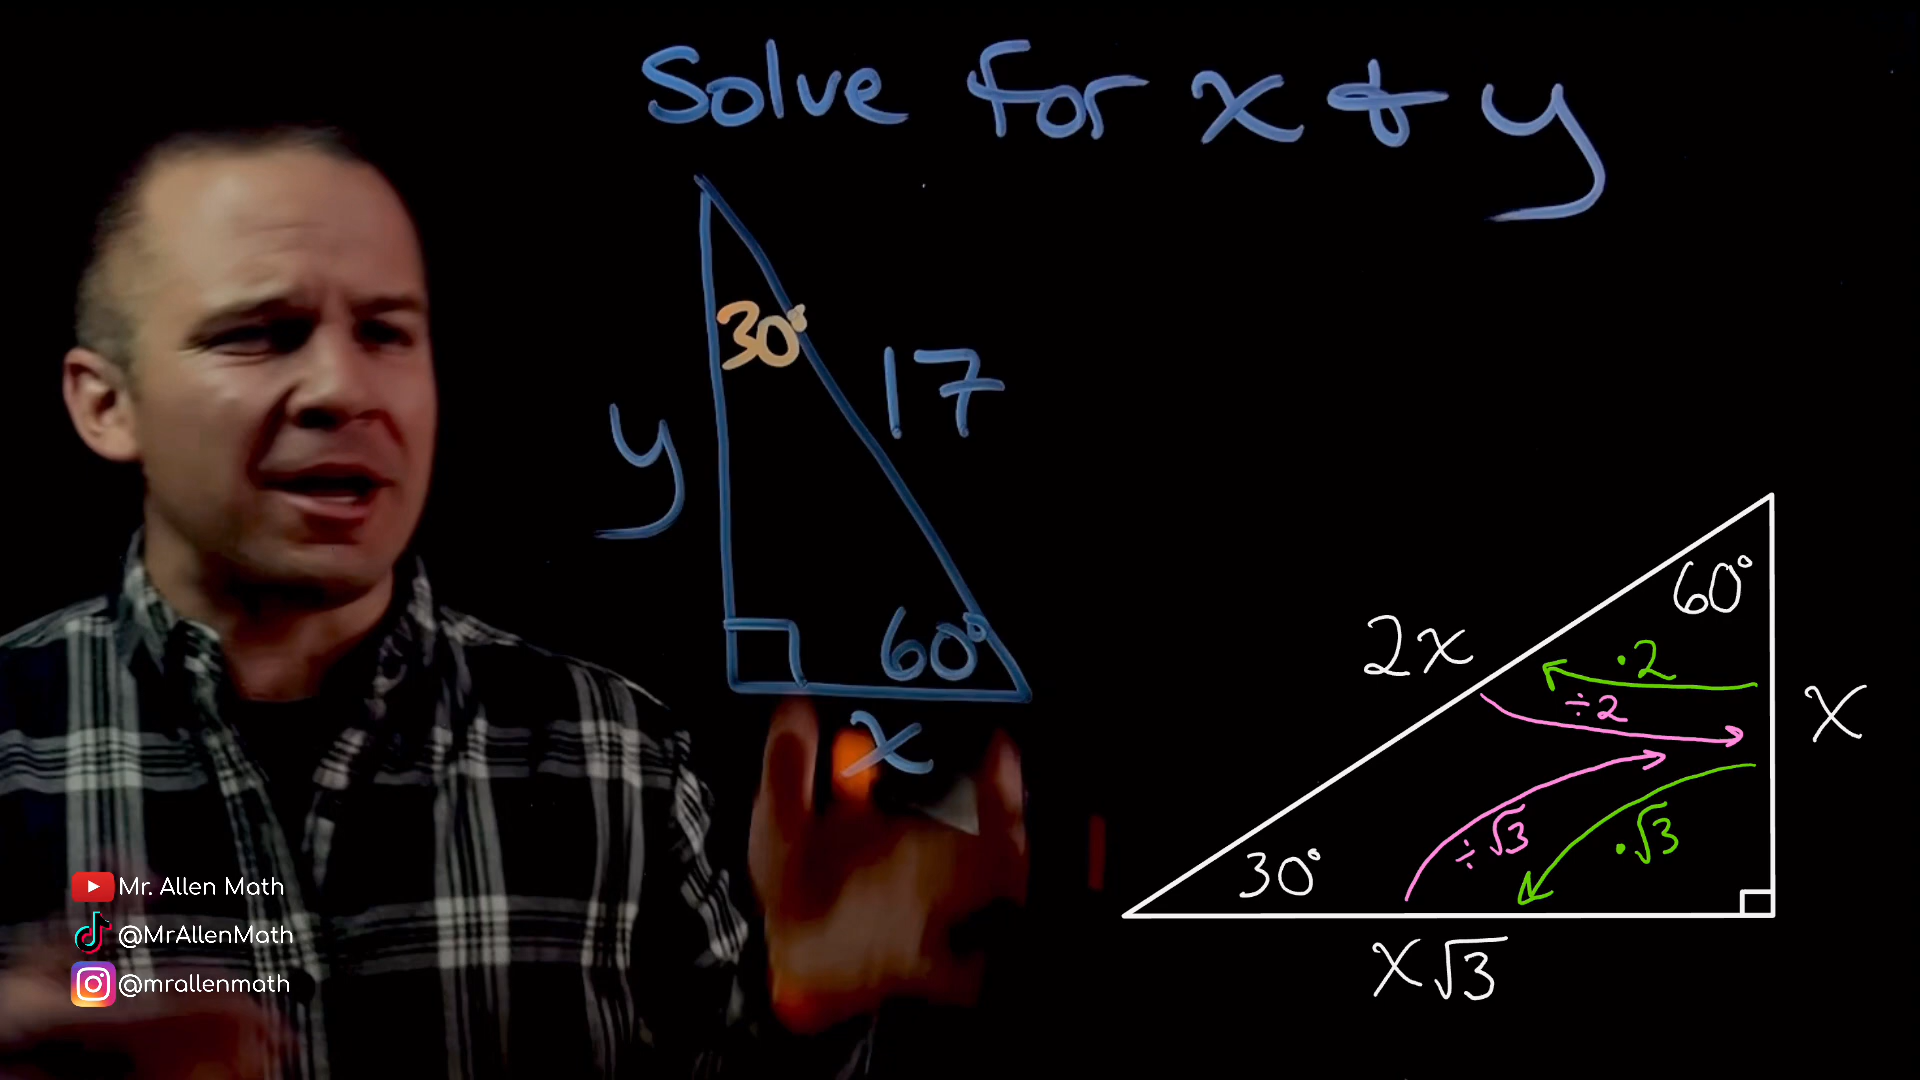 Solve for x & y
30°
17
y
60°
x
60°
2x
·2
÷2
x
÷√3
·√3
30°
x√3
Mr. Allen Math
@MrAllenMath
@mrallenmath